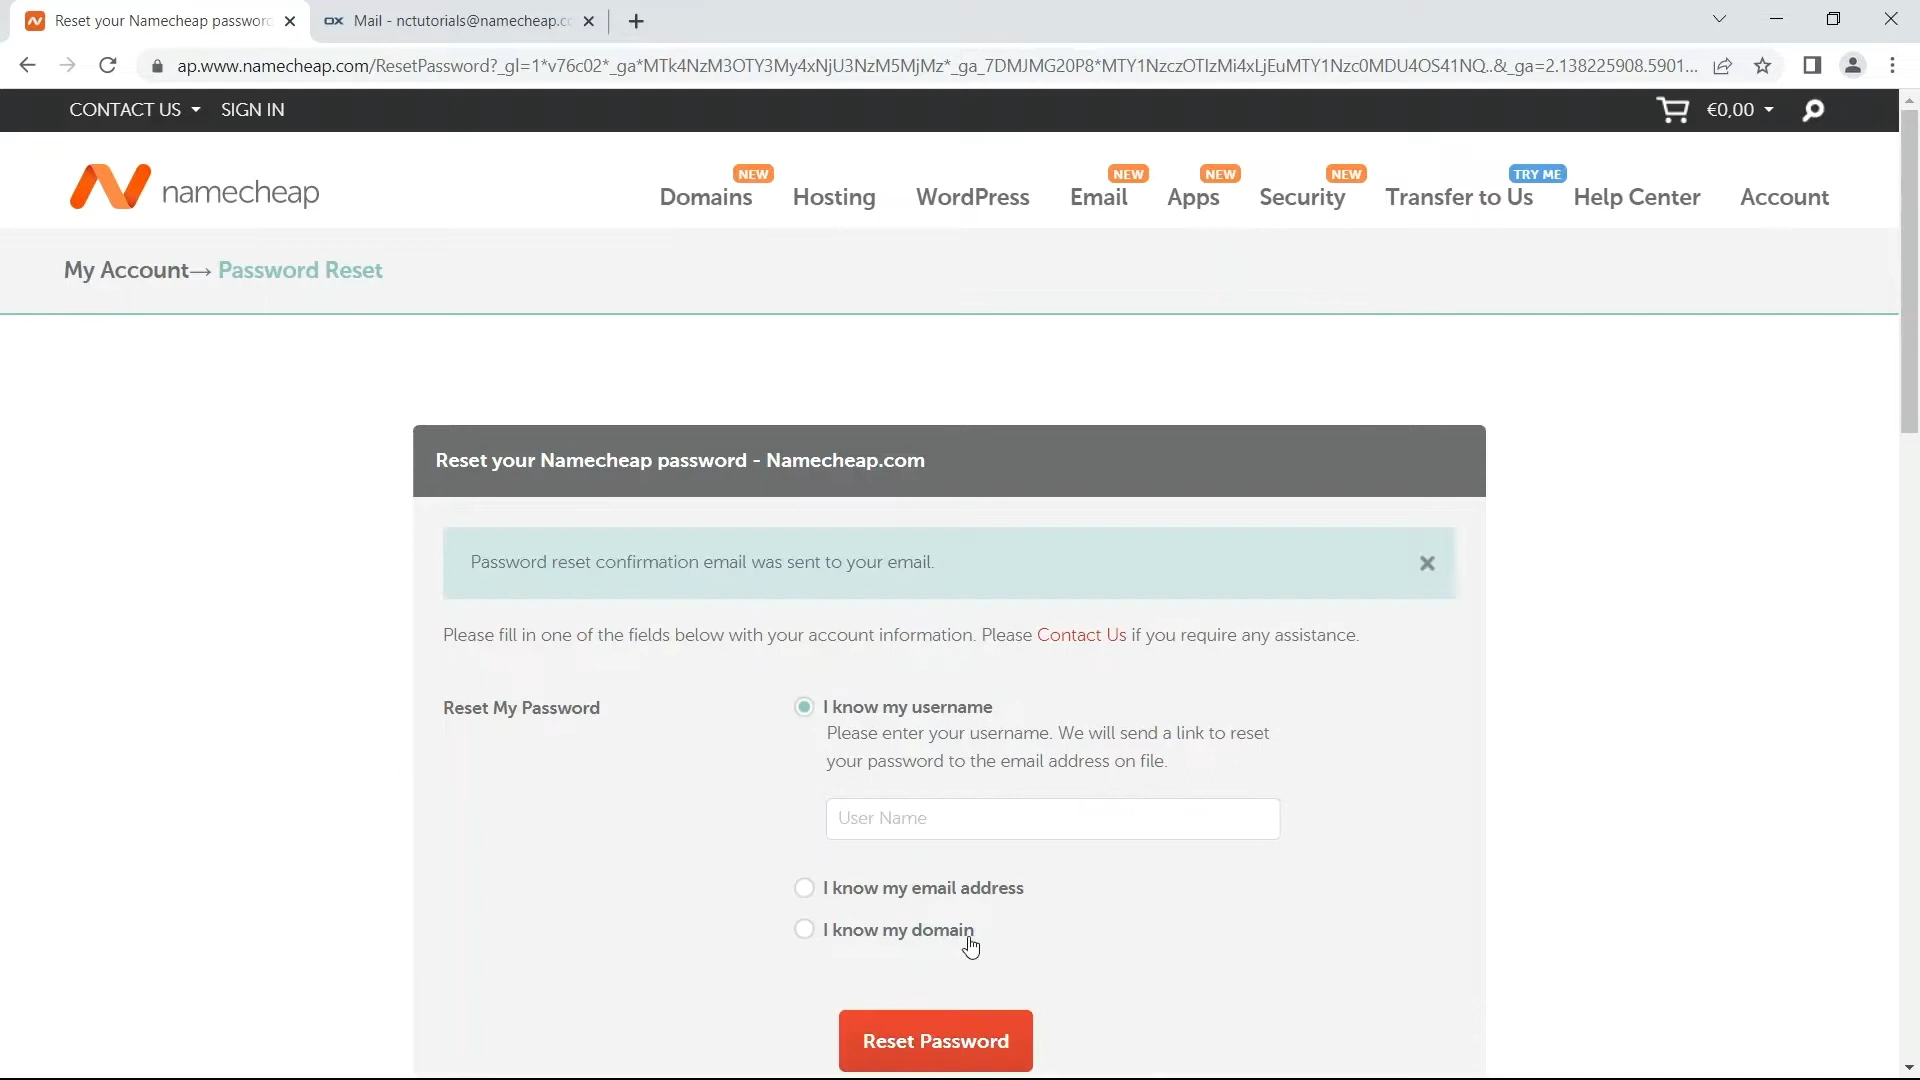 Reset your Namecheap password
Mail - nctutorials@namecheap.cc
ap.www.namecheap.com/ResetPassword?_gl=1*v76c02*_ga*MTk4NzM3OTY3My4xNjU3NzM5MjMz*_ga_7DMJMG20P8*MTY1NzczOTIzMi4xLjEuMTY1Nzc0MDU4OS41NQ..&_ga=2.138225908.5901...
CONTACT US SIGN IN €0,00
namecheap
NEW NEW NEW NEW TRY ME
Domains Hosting WordPress Email Apps Security Transfer to Us Help Center Account
My Account→ Password Reset
Reset your Namecheap password - Namecheap.com
Password reset confirmation email was sent to your email.
Please fill in one of the fields below with your account information. Please Contact Us if you require any assistance.
Reset My Password
I know my username
Please enter your username. We will send a link to reset
your password to the email address on file.
User Name
I know my email address
I know my domain
Reset Password